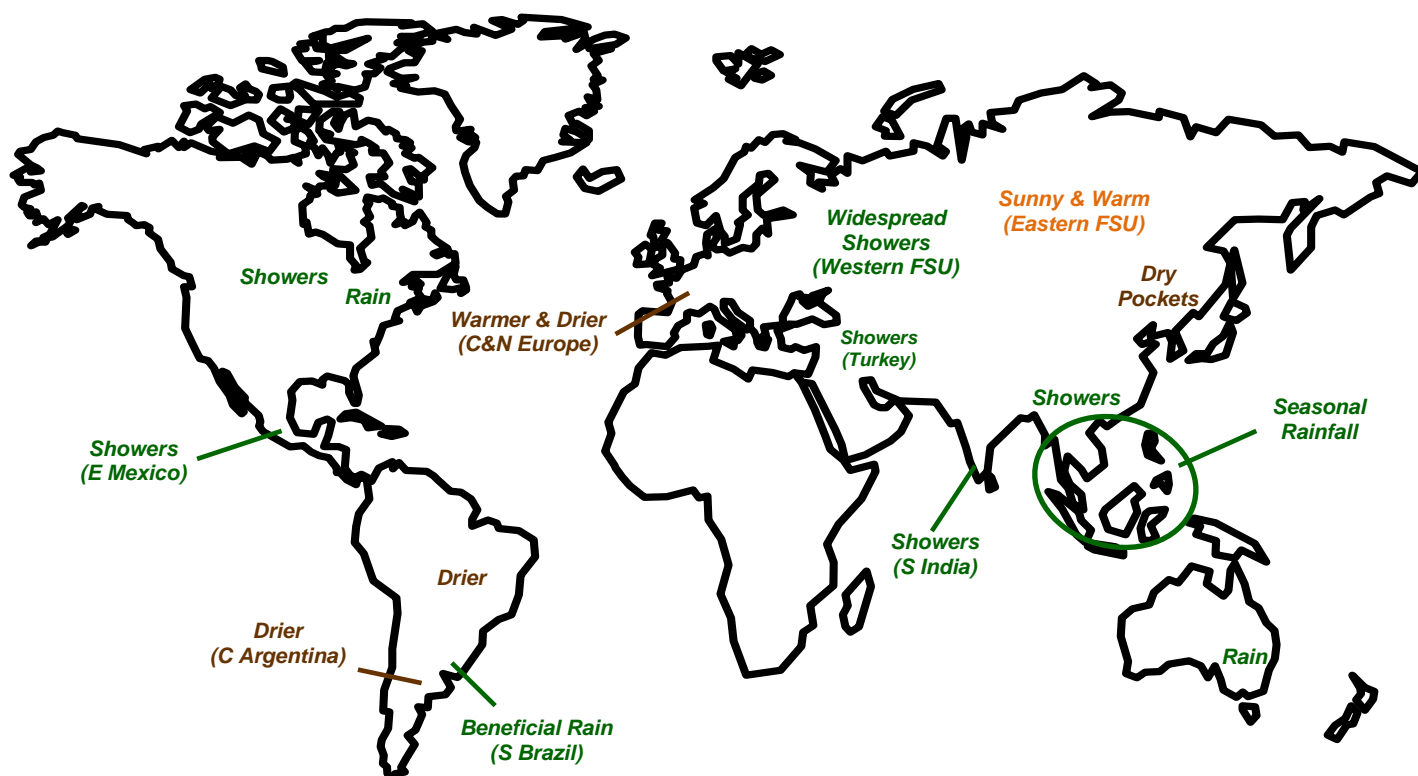 Sunny & Warm
(Eastern FSU)
Widespread
Showers
(Western FSU)
Showers
Rain
Dry
Pockets
Warmer & Drier
(C&N Europe)
Showers
(Turkey)
Showers
Seasonal
Rainfall
Showers
(E Mexico)
Showers
(S India)
Drier
Drier
(C Argentina)
Rain
Beneficial Rain
(S Brazil)